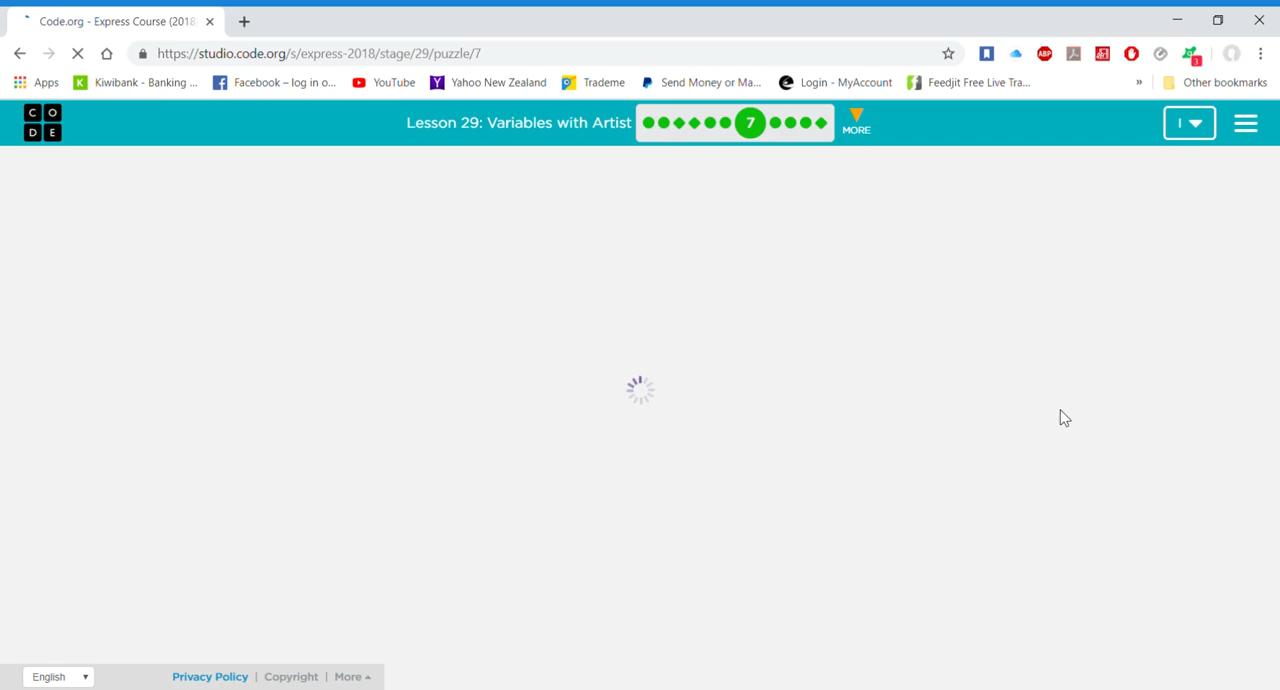 Code.org - Express Course (2018
https://studio.code.org/s/express-2018/stage/29/puzzle/7
ABP
3
Apps
Kiwibank - Banking ...
Facebook – log in o...
YouTube
Yahoo New Zealand
Trademe
Send Money or Ma...
Login - MyAccount
Feedjit Free Live Tra...
»
Other bookmarks
C O
D E
Lesson 29: Variables with Artist
7
MORE
I
English
Privacy Policy | Copyright | More